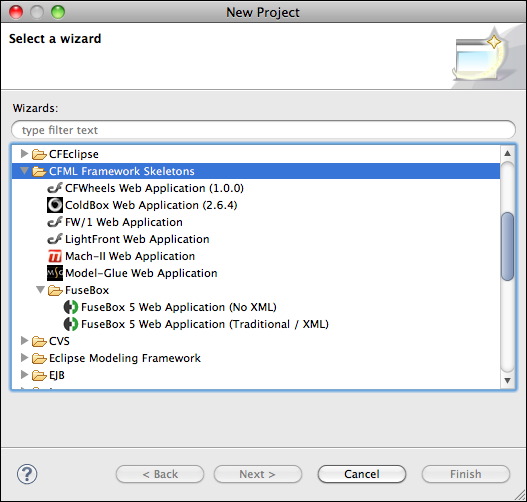 New Project
Select a wizard
Wizards:
type filter text
CFEclipse
CFML Framework Skeletons
CFWheels Web Application (1.0.0)
ColdBox Web Application (2.6.4)
FW/1 Web Application
LightFront Web Application
Mach-II Web Application
Model-Glue Web Application
FuseBox
FuseBox 5 Web Application (No XML)
FuseBox 5 Web Application (Traditional / XML)
CVS
Eclipse Modeling Framework
EJB
?
< Back Next > Cancel Finish